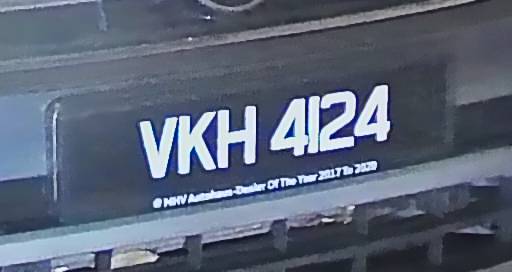 VKH 4124
@ MHV Autohaus-Dealer Of The Year 2017 To 2020